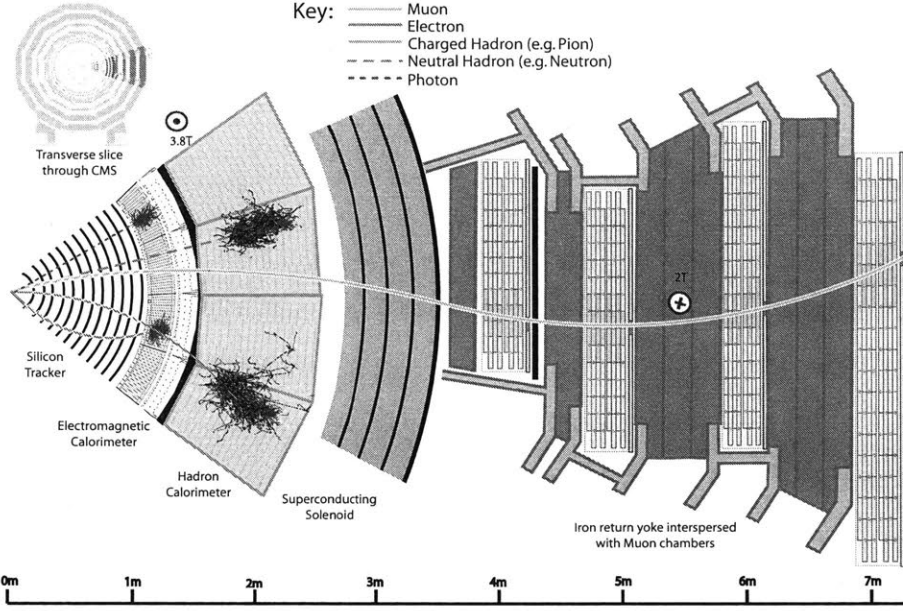 Key:
Muon
Electron
Charged Hadron (e.g. Pion)
Neutral Hadron (e.g. Neutron)
Photon
3.8T
Transverse slice
through CMS
2T
Silicon
Tracker
Electromagnetic
Calorimeter
Hadron
Calorimeter
Superconducting
Solenoid
Iron return yoke interspersed
with Muon chambers
0m 1m 2m 3m 4m 5m 6m 7m